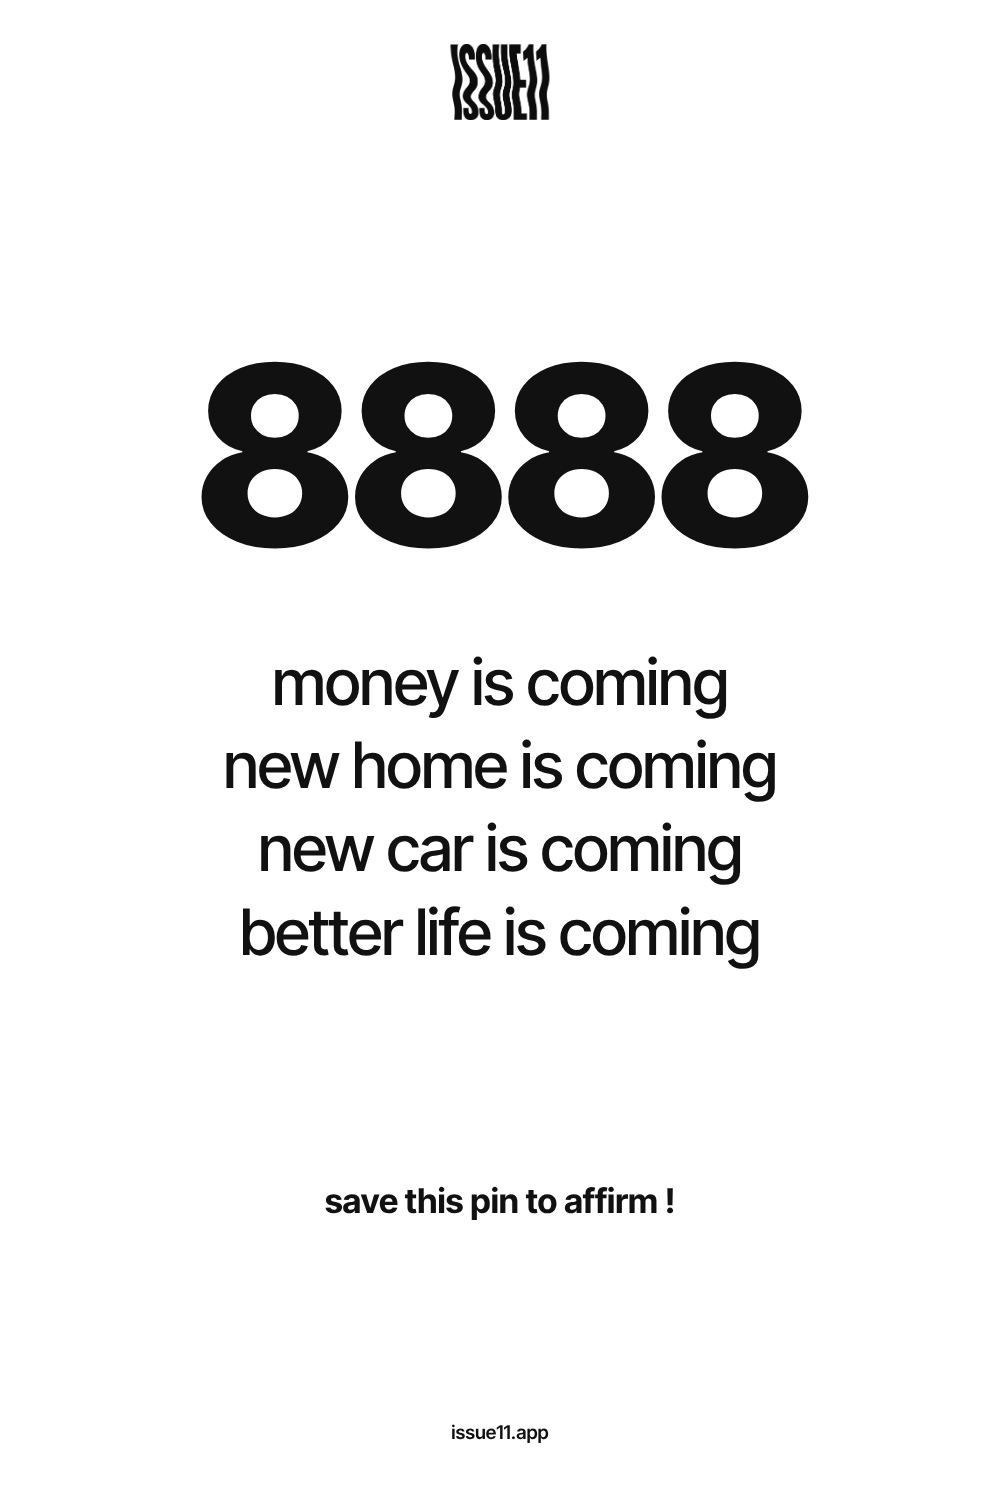 ISSUE11
8888
money is coming
new home is coming
new car is coming
better life is coming
save this pin to affirm !
issue11.app